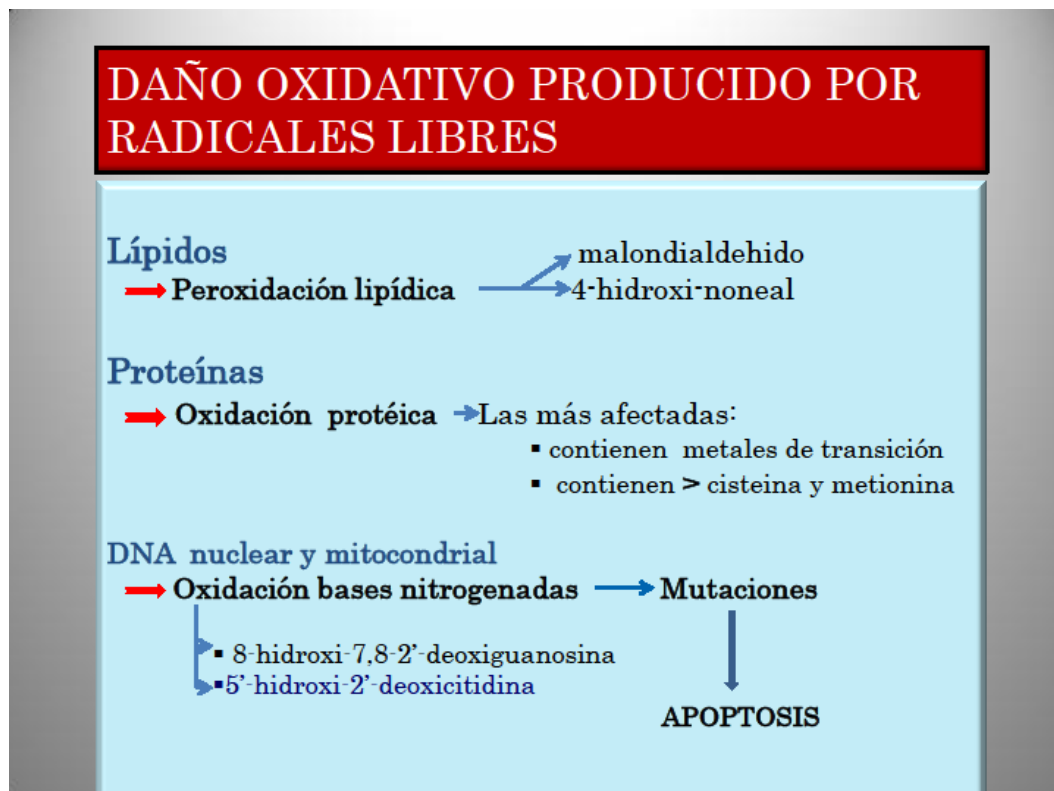 DAÑO OXIDATIVO PRODUCIDO POR
RADICALES LIBRES
Lípidos
malondialdehido
Peroxidación lipídica
4-hidroxi-noneal
Proteínas
Oxidación protéica Las más afectadas:
▪ contienen metales de transición
▪ contienen > cisteina y metionina
DNA nuclear y mitocondrial
Oxidación bases nitrogenadas Mutaciones
▪ 8-hidroxi-7,8-2’-deoxiguanosina
▪5’-hidroxi-2’-deoxicitidina
APOPTOSIS